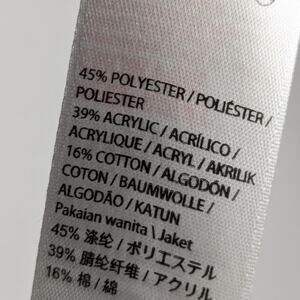 45% POLYESTER / POLIÉSTER /
POLIESTER
39% ACRYLIC / ACRÍLICO /
ACRYLIQUE / ACRYL / AKRILIK
16% COTTON / ALGODÓN /
COTON / BAUMWOLLE /
ALGODÃO / KATUN
Pakaian wanita \ Jaket
45% 涤纶 / ポリエステル
39% 腈纶纤维 / アクリル
16% 棉 / 綿